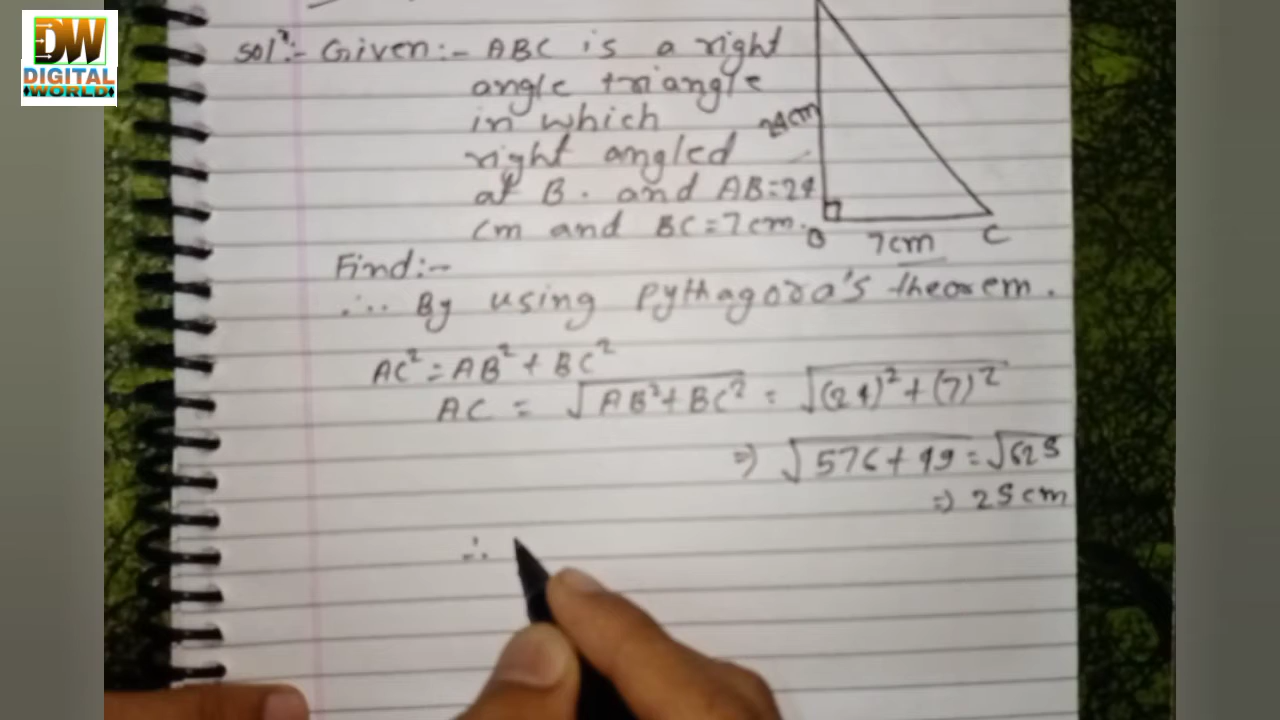 DW
DIGITAL
WORLD
Solⁿ:- Given:- ABC is a right
angle triangle
in which
right angled
at B. and AB=24
cm and BC=7cm.
24cm
B 7cm C
Find:-
∴ By using Pythagora's theorem.
AC² = AB² + BC²
AC = √AB²+BC² = √(24)²+(7)²
=) √576+49 = √625
=) 25cm
∴